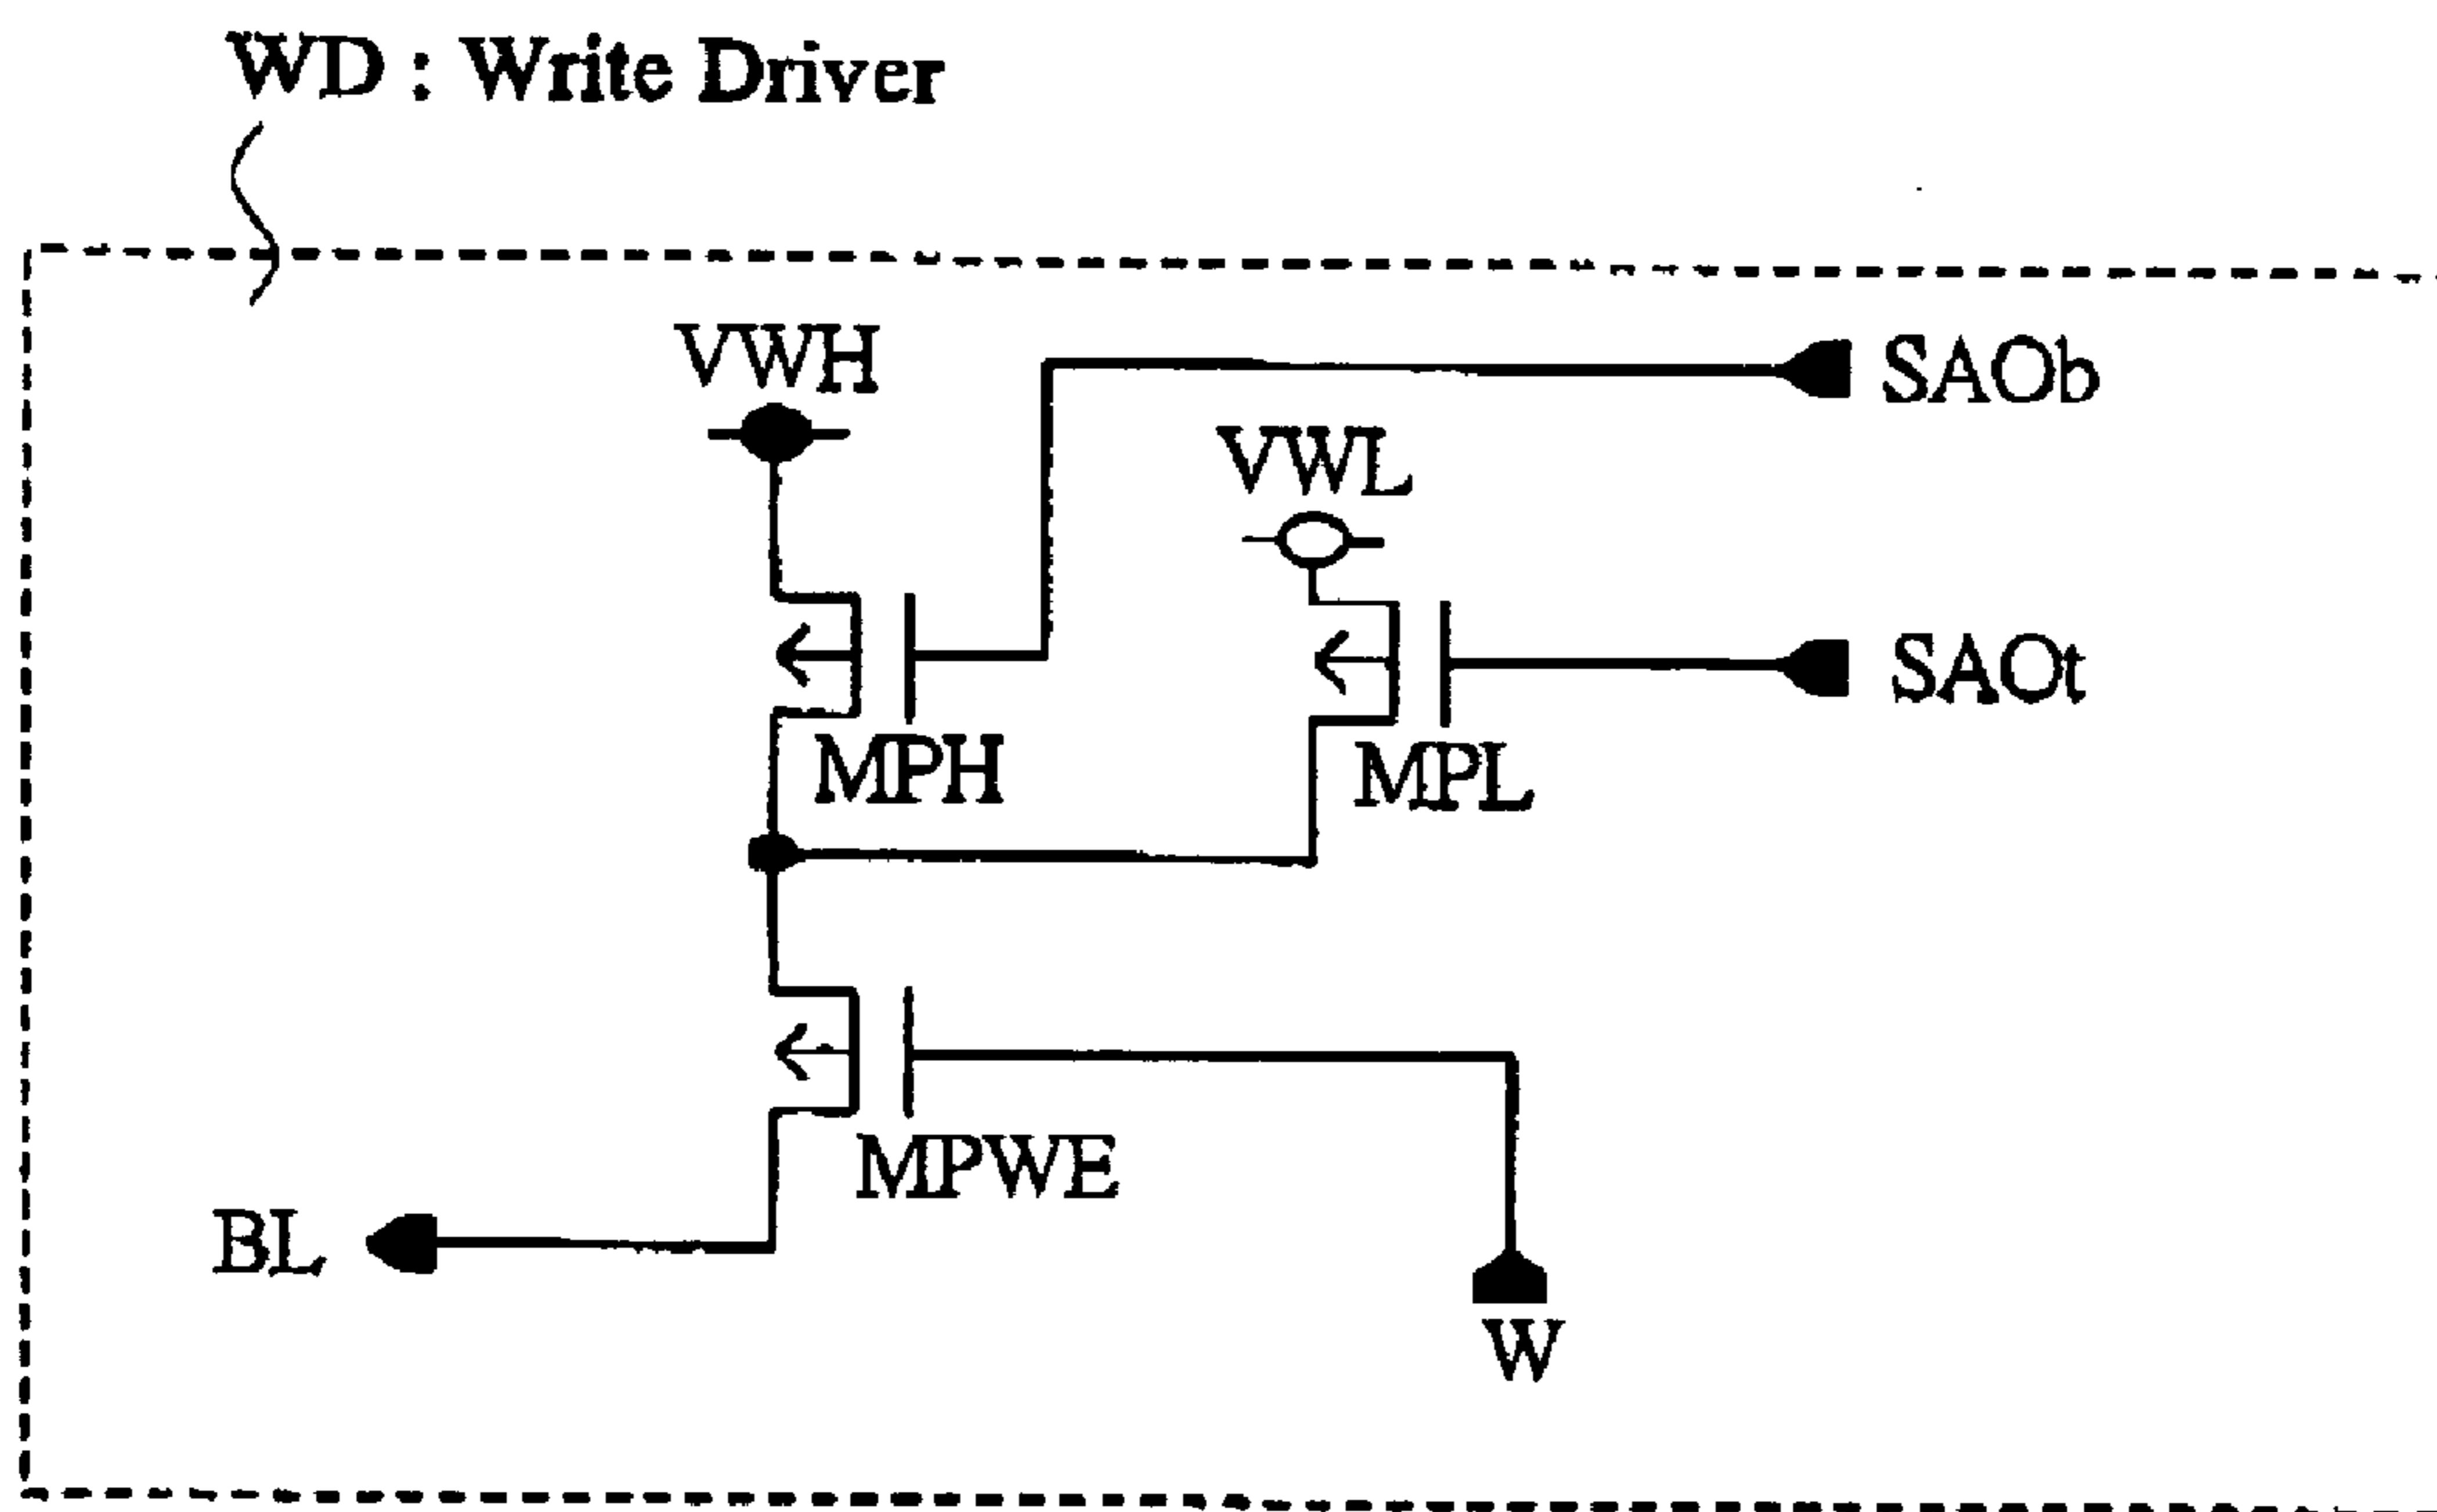 WD : Write Driver
VWH
SAOb
VWL
SAOt
MPH
MPL
MPWE
BL
W